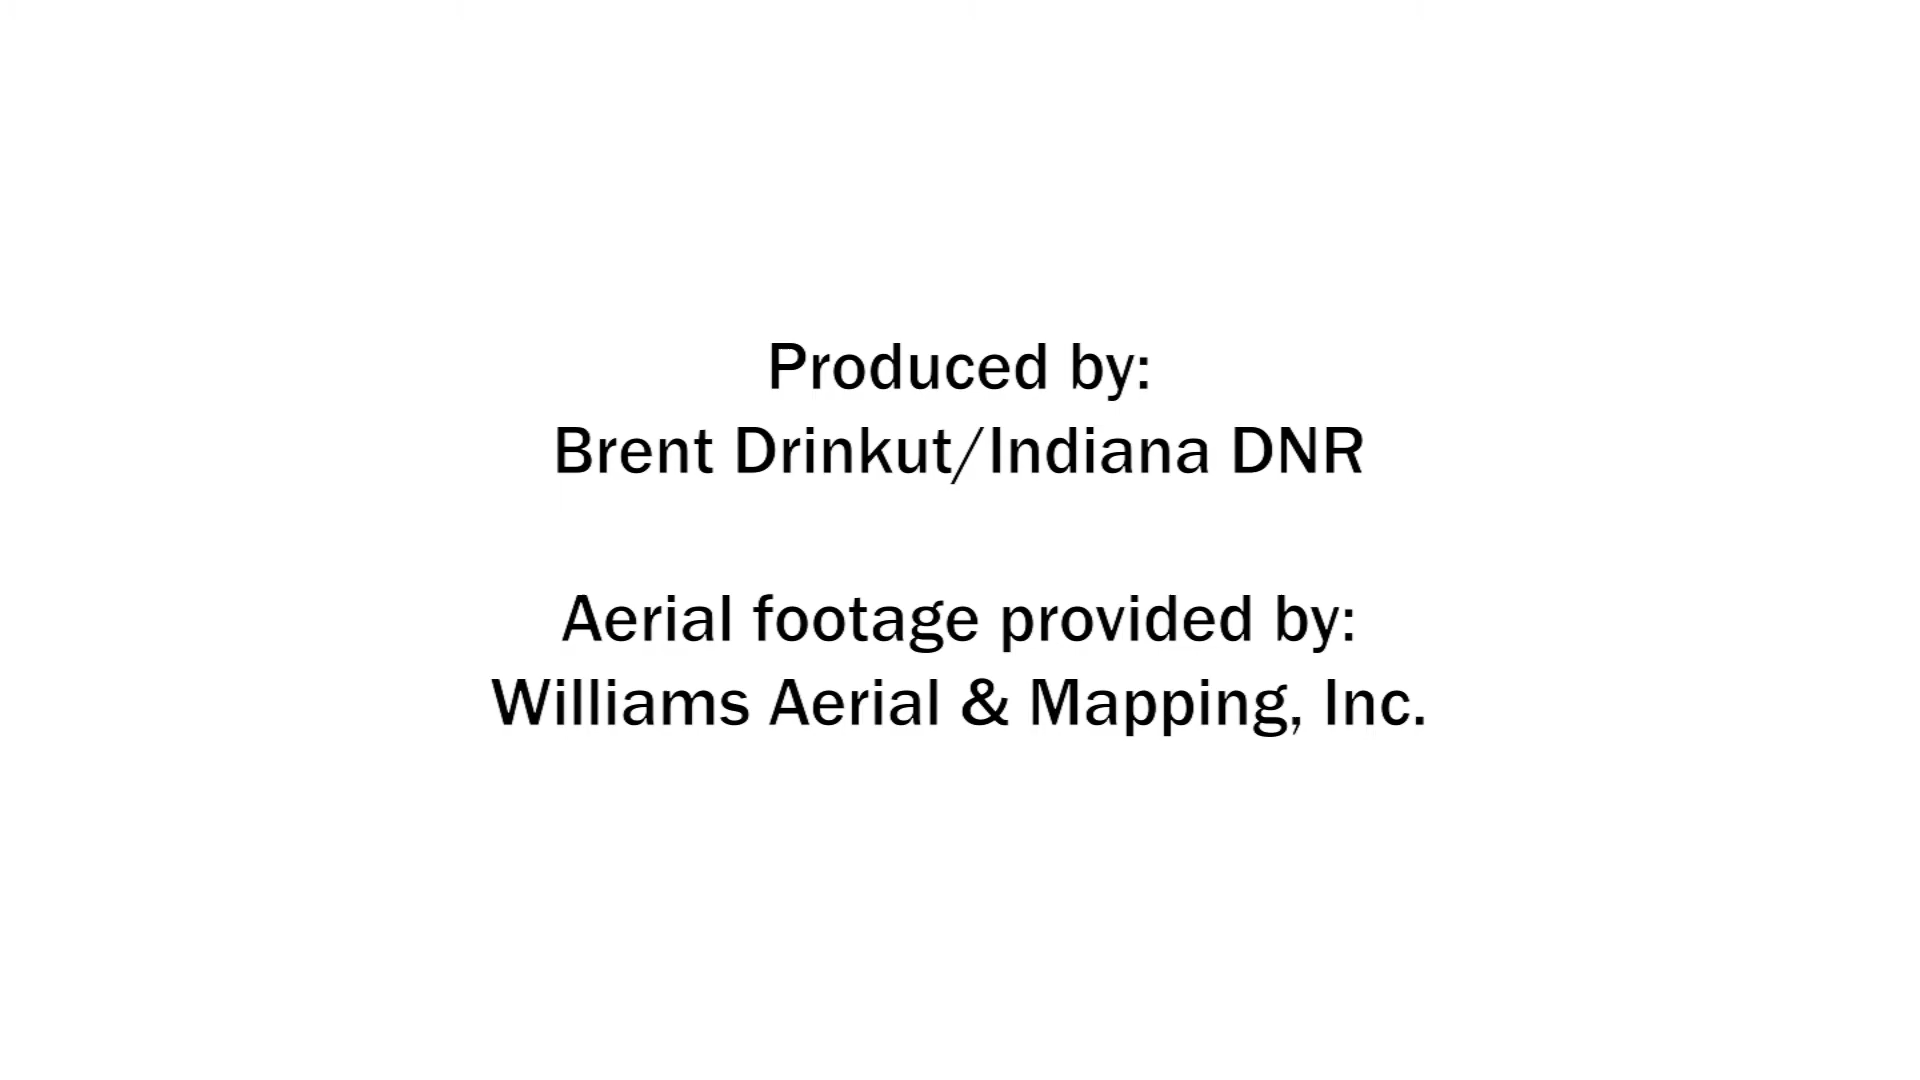 Produced by:
Brent Drinkut/Indiana DNR
Aerial footage provided by:
Williams Aerial & Mapping, Inc.